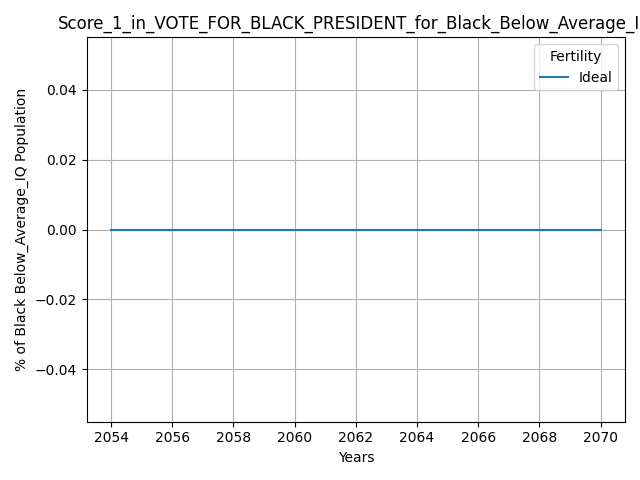 Score_1_in_VOTE_FOR_BLACK_PRESIDENT_for_Black_Below_Average_I
Fertility
Ideal
% of Black Below_Average_IQ Population
0.04
0.02
0.00
−0.02
−0.04
2054 2056 2058 2060 2062 2064 2066 2068 2070
Years